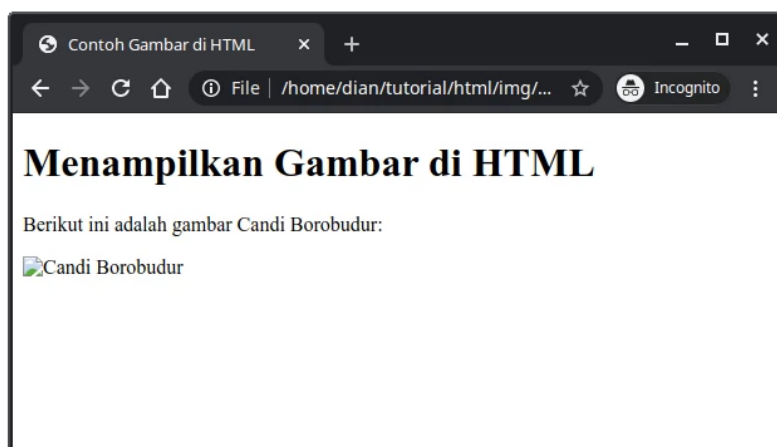 Contoh Gambar di HTML
File /home/dian/tutorial/html/img/... Incognito
Menampilkan Gambar di HTML
Berikut ini adalah gambar Candi Borobudur:
Candi Borobudur